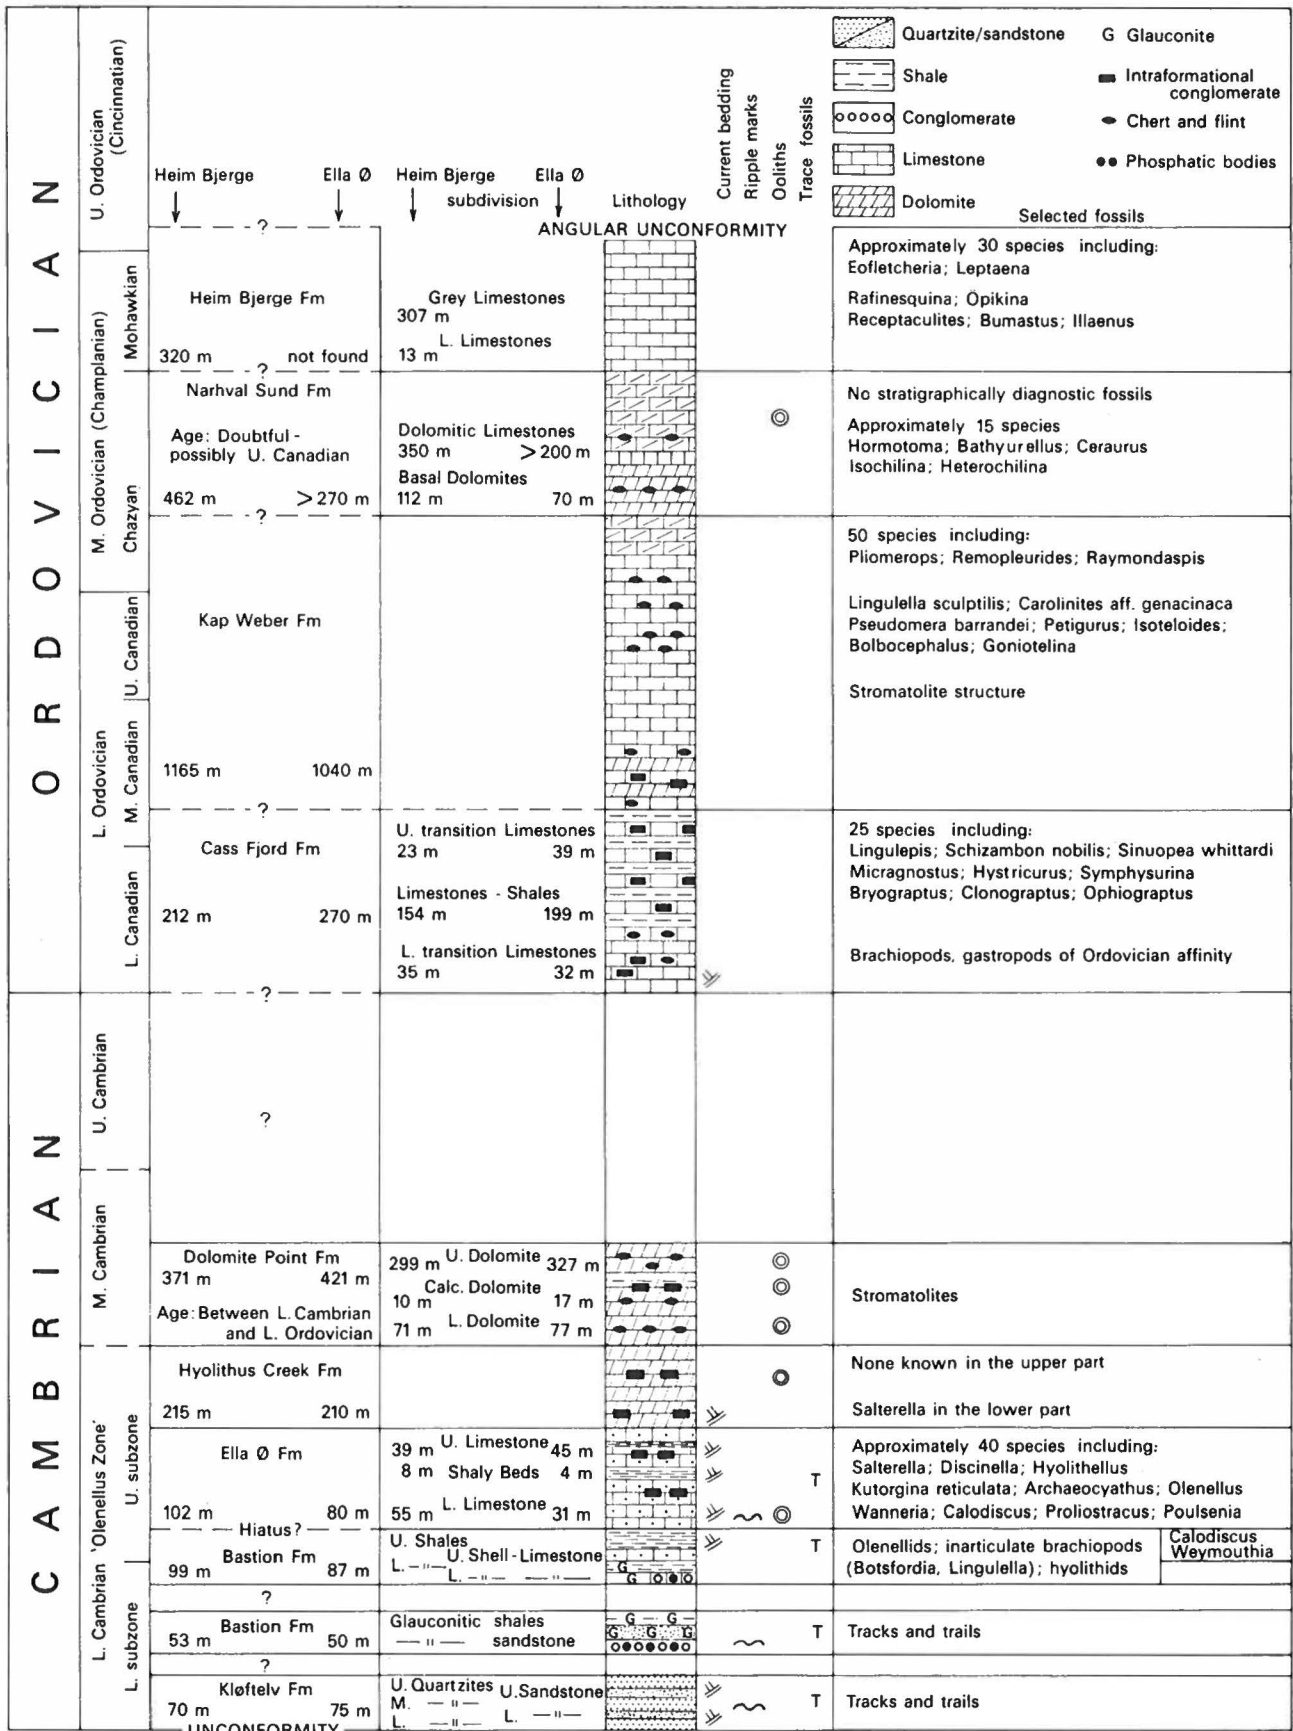 Quartzite/sandstone
G Glauconite
Shale
Intraformational
conglomerate
Conglomerate
Chert and flint
Limestone
Phosphatic bodies
Dolomite
Selected fossils
Current bedding
Ripple marks
Ooliths
Trace fossils
Heim Bjerge
Ella Ø
Heim Bjerge
Ella Ø
subdivision
Lithology
ANGULAR UNCONFORMITY
ORDOVICIAN
U. Ordovician
(Cincinnatian)
M. Ordovician (Champlanian)
Mohawkian
Chazyan
L. Ordovician
U. Canadian
M. Canadian
L. Canadian
?
Heim Bjerge Fm
320 m not found
Grey Limestones
307 m
L. Limestones
13 m
Approximately 30 species including:
Eofletcheria; Leptaena
Rafinesquina; Öpikina
Receptaculites; Bumastus; Illaenus
?
Narhval Sund Fm
Age: Doubtful -
possibly U. Canadian
462 m >270 m
Dolomitic Limestones
350 m >200 m
Basal Dolomites
112 m 70 m
No stratigraphically diagnostic fossils
Approximately 15 species
Hormotoma; Bathyurellus; Ceraurus
Isochilina; Heterochilina
?
Kap Weber Fm
1165 m 1040 m
50 species including:
Pliomerops; Remopleurides; Raymondaspis
Lingulella sculptilis; Carolinites aff. genacinaca
Pseudomera barrandei; Petigurus; Isoteloides;
Bolbocephalus; Goniotelina
Stromatolite structure
?
Cass Fjord Fm
212 m 270 m
U. transition Limestones
23 m 39 m
Limestones - Shales
154 m 199 m
L. transition Limestones
35 m 32 m
25 species including:
Lingulepis; Schizambon nobilis; Sinuopea whittardi
Micragnostus; Hystricurus; Symphysurina
Bryograptus; Clonograptus; Ophiograptus
Brachiopods, gastropods of Ordovician affinity
?
CAMBRIAN
U. Cambrian
M. Cambrian
L. Cambrian 'Olenellus Zone'
U. subzone
L. subzone
?
Dolomite Point Fm
371 m 421 m
Age: Between L. Cambrian
and L. Ordovician
299 m U. Dolomite 327 m
Calc. Dolomite
10 m 17 m
71 m L. Dolomite 77 m
Stromatolites
Hyolithus Creek Fm
215 m 210 m
None known in the upper part
Salterella in the lower part
Ella Ø Fm
102 m 80 m
39 m U. Limestone 45 m
8 m Shaly Beds 4 m
55 m L. Limestone 31 m
T
Approximately 40 species including:
Salterella; Discinella; Hyolithellus
Kutorgina reticulata; Archaeocyathus; Olenellus
Wanneria; Calodiscus; Proliostracus; Poulsenia
Hiatus?
Bastion Fm
99 m 87 m
U. Shales
L. — " — U. Shell-Limestone
L. — " — — " —
G
G
T
Olenellids; inarticulate brachiopods
(Botsfordia, Lingulella); hyolithids
Calodiscus
Weymouthia
?
Bastion Fm
53 m 50 m
Glauconitic shales
— " — sandstone
G G
G G G
T
Tracks and trails
?
Kløftelv Fm
70 m 75 m
UNCONFORMITY
U. Quartzites U. Sandstone
M. — " —
L. — " — L. — " —
T
Tracks and trails